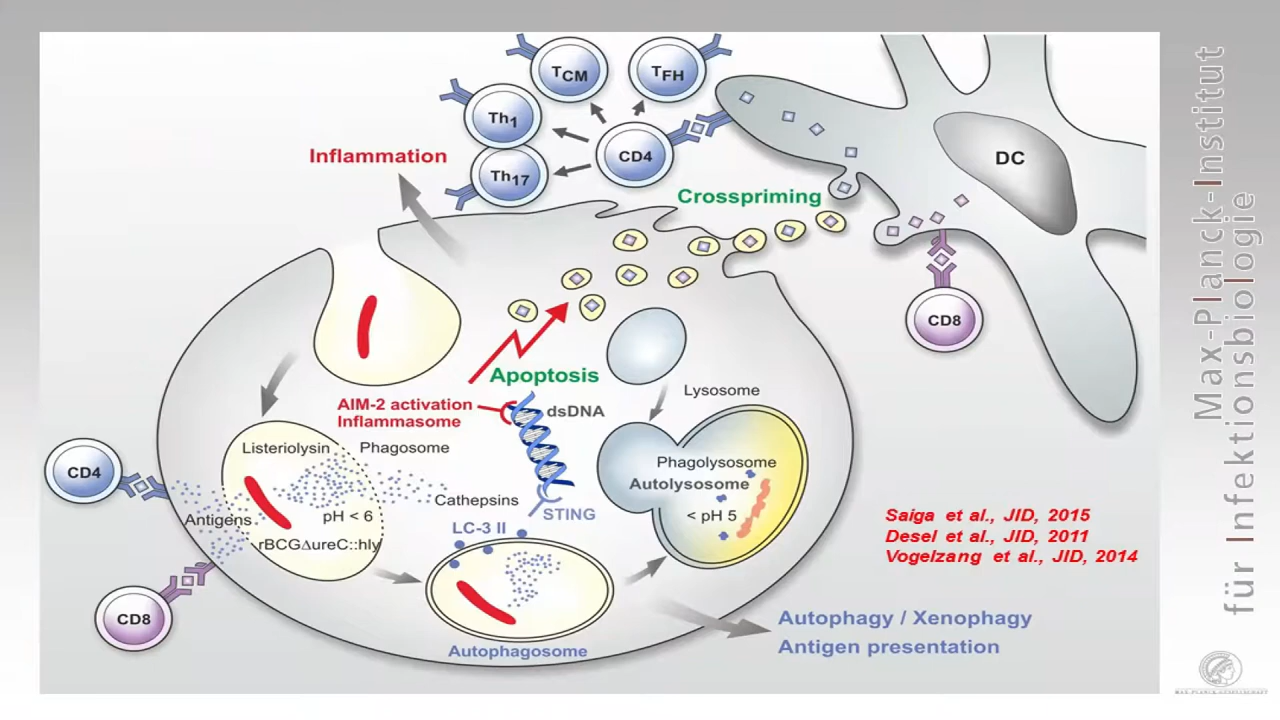 TCM
TFH
Th1
CD4
Th17
DC
Inflammation
Crosspriming
CD8
Apoptosis
Lysosome
AIM-2 activation
Inflammasome
dsDNA
Listeriolysin
Phagosome
CD4
Phagolysosome
Autolysosome
Cathepsins
Antigens
pH < 6
STING
< pH 5
LC-3 II
rBCGΔureC::hly
CD8
Autophagosome
Saiga et al., JID, 2015
Desel et al., JID, 2011
Vogelzang et al., JID, 2014
Autophagy / Xenophagy
Antigen presentation
Max-Planck-Institut
für Infektionsbiologie
MAX-PLANCK-GESELLSCHAFT